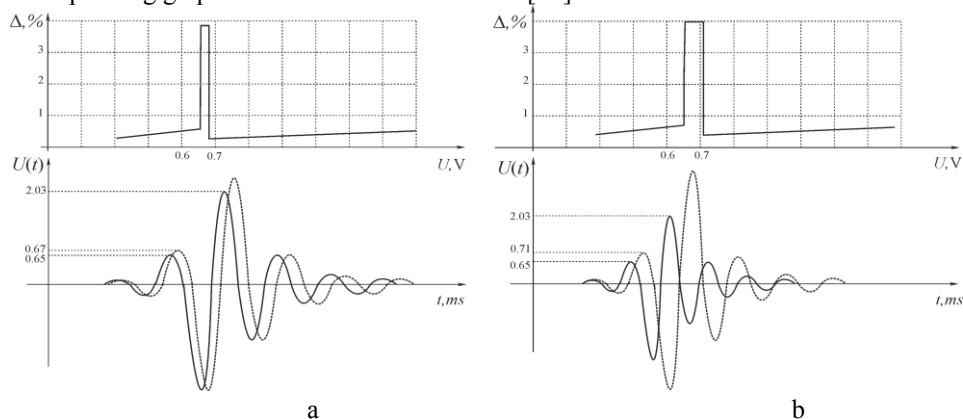 Δ, %
3
2
1
0.6
0.7
U, V
U(t)
2.03
0.67
0.65
t, ms
a
Δ, %
3
2
1
0.6
0.7
U, V
U(t)
2.03
0.71
0.65
t, ms
b